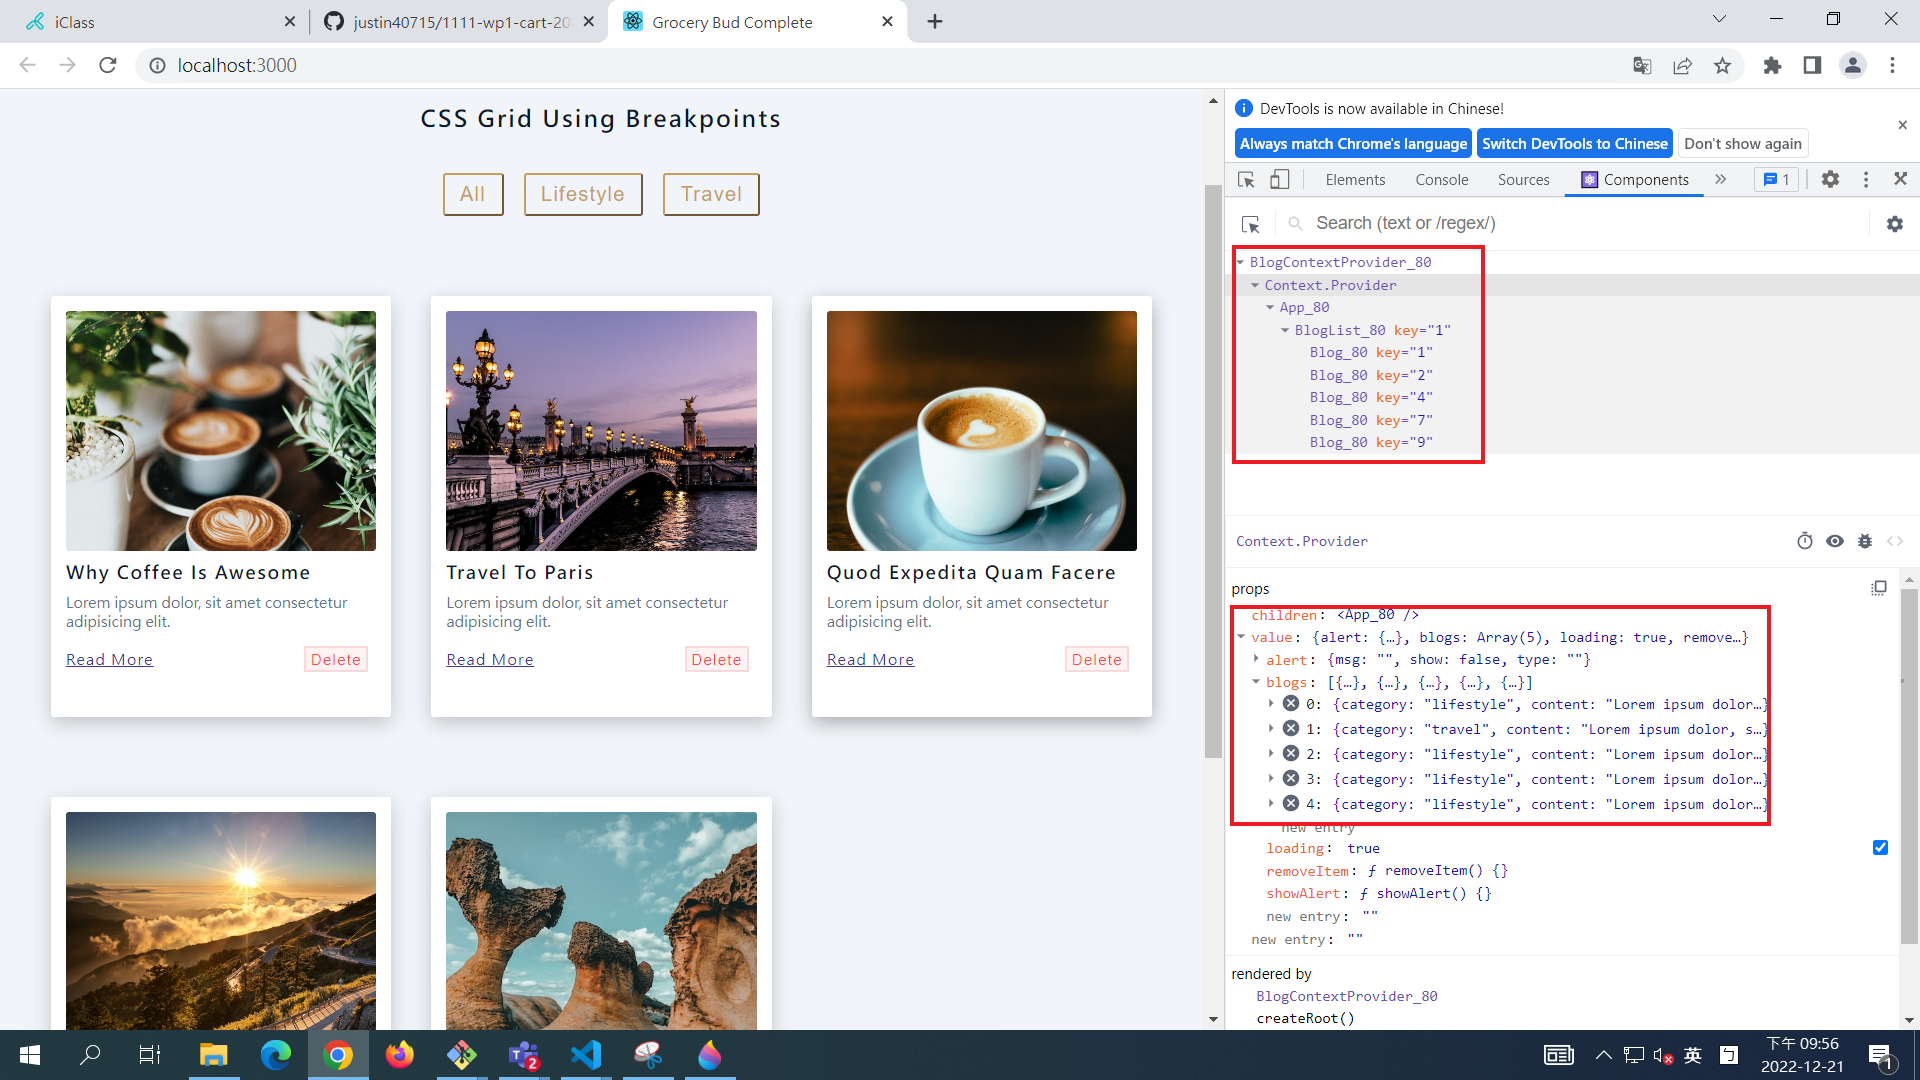 iClass
justin40715/1111-wp1-cart-20
Grocery Bud Complete
localhost:3000
CSS Grid Using Breakpoints
All
Lifestyle
Travel
Why Coffee Is Awesome
Lorem ipsum dolor, sit amet consectetur
adipisicing elit.
Read More
Delete
Travel To Paris
Lorem ipsum dolor, sit amet consectetur
adipisicing elit.
Read More
Delete
Quod Expedita Quam Facere
Lorem ipsum dolor, sit amet consectetur
adipisicing elit.
Read More
Delete
DevTools is now available in Chinese!
Always match Chrome's language
Switch DevTools to Chinese
Don't show again
Elements
Console
Sources
Components
1
Search (text or /regex/)
BlogContextProvider_80
Context.Provider
App_80
BlogList_80 key="1"
Blog_80 key="1"
Blog_80 key="2"
Blog_80 key="4"
Blog_80 key="7"
Blog_80 key="9"
Context.Provider
props
children: <App_80 />
value: {alert: {…}, blogs: Array(5), loading: true, remove…}
alert: {msg: "", show: false, type: ""}
blogs: [{…}, {…}, {…}, {…}, {…}]
0: {category: "lifestyle", content: "Lorem ipsum dolor…}
1: {category: "travel", content: "Lorem ipsum dolor, s…}
2: {category: "lifestyle", content: "Lorem ipsum dolor…}
3: {category: "lifestyle", content: "Lorem ipsum dolor…}
4: {category: "lifestyle", content: "Lorem ipsum dolor…}
new entry
loading: true
removeItem: ƒ removeItem() {}
showAlert: ƒ showAlert() {}
new entry: ""
new entry: ""
rendered by
BlogContextProvider_80
createRoot()
2
英
ㄅ
下午 09:56
2022-12-21
1